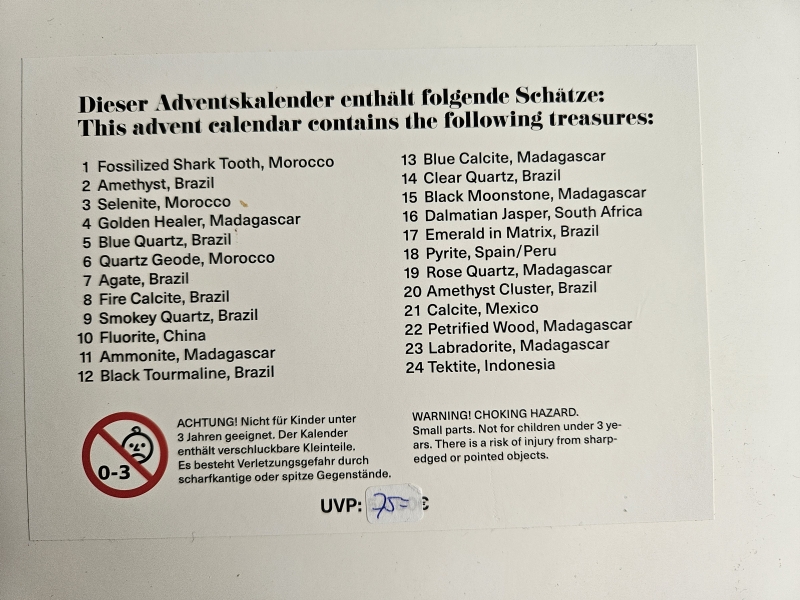 Dieser Adventskalender enthält folgende Schätze:
This advent calendar contains the following treasures:
1 Fossilized Shark Tooth, Morocco
2 Amethyst, Brazil
3 Selenite, Morocco
4 Golden Healer, Madagascar
5 Blue Quartz, Brazil
6 Quartz Geode, Morocco
7 Agate, Brazil
8 Fire Calcite, Brazil
9 Smokey Quartz, Brazil
10 Fluorite, China
11 Ammonite, Madagascar
12 Black Tourmaline, Brazil
13 Blue Calcite, Madagascar
14 Clear Quartz, Brazil
15 Black Moonstone, Madagascar
16 Dalmatian Jasper, South Africa
17 Emerald in Matrix, Brazil
18 Pyrite, Spain/Peru
19 Rose Quartz, Madagascar
20 Amethyst Cluster, Brazil
21 Calcite, Mexico
22 Petrified Wood, Madagascar
23 Labradorite, Madagascar
24 Tektite, Indonesia
0-3
ACHTUNG! Nicht für Kinder unter
3 Jahren geeignet. Der Kalender
enthält verschluckbare Kleinteile.
Es besteht Verletzungsgefahr durch
scharfkantige oder spitze Gegenstände.
WARNING! CHOKING HAZARD.
Small parts. Not for children under 3 ye-
ars. There is a risk of injury from sharp-
edged or pointed objects.
UVP: 75= €